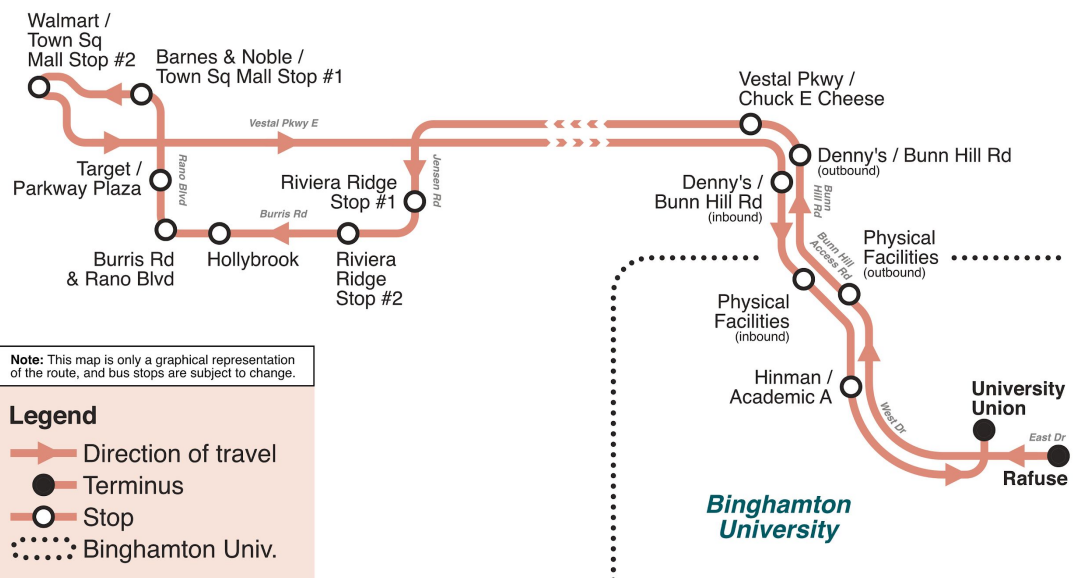 Walmart /
Town Sq
Mall Stop #2
Barnes & Noble /
Town Sq Mall Stop #1
Vestal Pkwy E
Vestal Pkwy /
Chuck E Cheese
Target /
Parkway Plaza
Rano Blvd
Riviera Ridge
Stop #1
Jensen Rd
Burris Rd
Burris Rd
& Rano Blvd
Hollybrook
Riviera
Ridge
Stop #2
Denny's / Bunn Hill Rd
(outbound)
Denny's /
Bunn Hill Rd
(inbound)
Bunn
Hill Rd
Bunn Hill
Access Rd
Physical
Facilities
(outbound)
Physical
Facilities
(inbound)
Hinman /
Academic A
West Dr
University
Union
East Dr
Rafuse
Binghamton
University
Note: This map is only a graphical representation
of the route, and bus stops are subject to change.
Legend
Direction of travel
Terminus
Stop
Binghamton Univ.